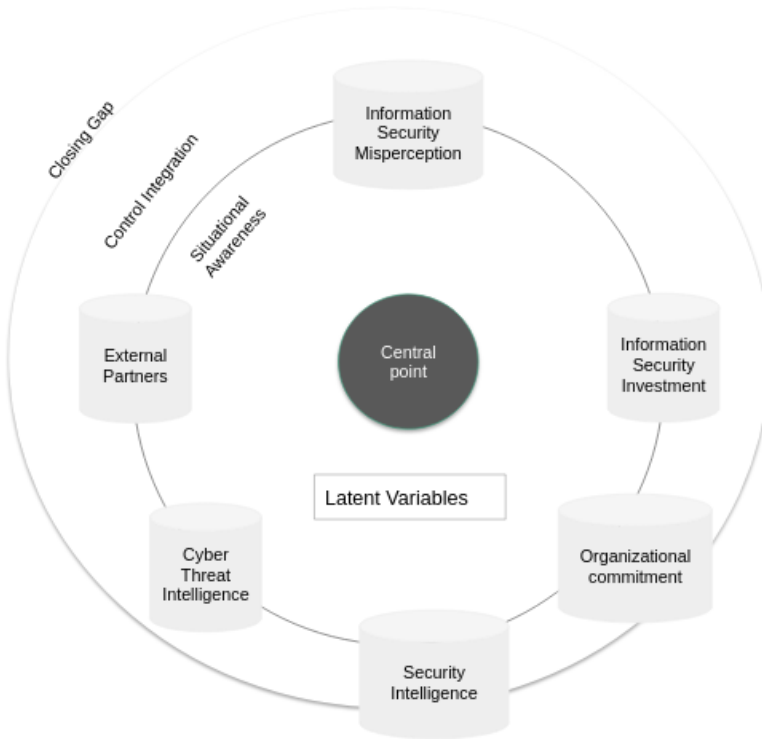 Information
Security
Misperception
Closing Gap
Control Integration
Situational
Awareness
External
Partners
Central
point
Information
Security
Investment
Latent Variables
Cyber
Threat
Intelligence
Organizational
commitment
Security
Intelligence